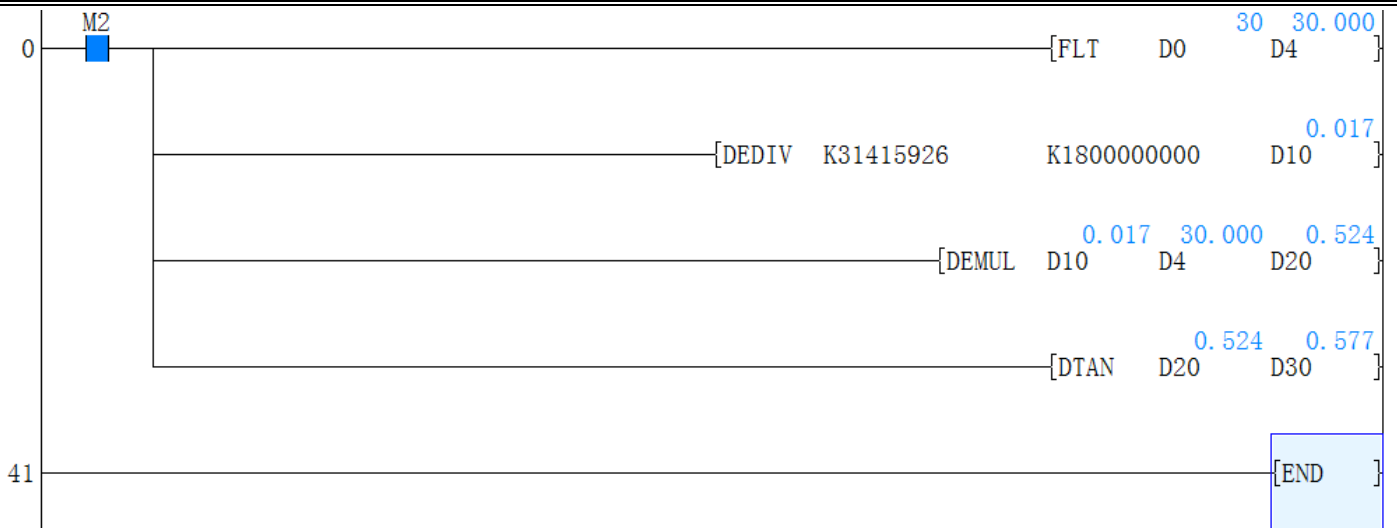 M2 30 30.000
0 [FLT D0 D4 ]
0.017
[DEDIV K31415926 K1800000000 D10 ]
0.017 30.000 0.524
[DEMUL D10 D4 D20 ]
0.524 0.577
[DTAN D20 D30 ]
41 [END ]